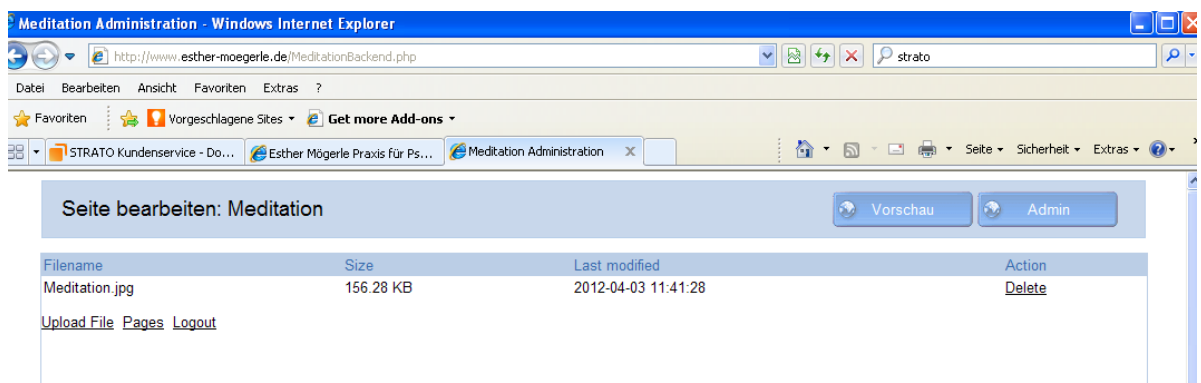 Meditation Administration - Windows Internet Explorer
http://www.esther-moegerle.de/MeditationBackend.php strato
Datei Bearbeiten Ansicht Favoriten Extras ?
Favoriten Vorgeschlagene Sites Get more Add-ons
STRATO Kundenservice - Do... Esther Mögerle Praxis für Ps... Meditation Administration X Seite Sicherheit Extras
Seite bearbeiten: Meditation Vorschau Admin
Filename Size Last modified Action
Meditation.jpg 156.28 KB 2012-04-03 11:41:28 Delete
Upload File Pages Logout